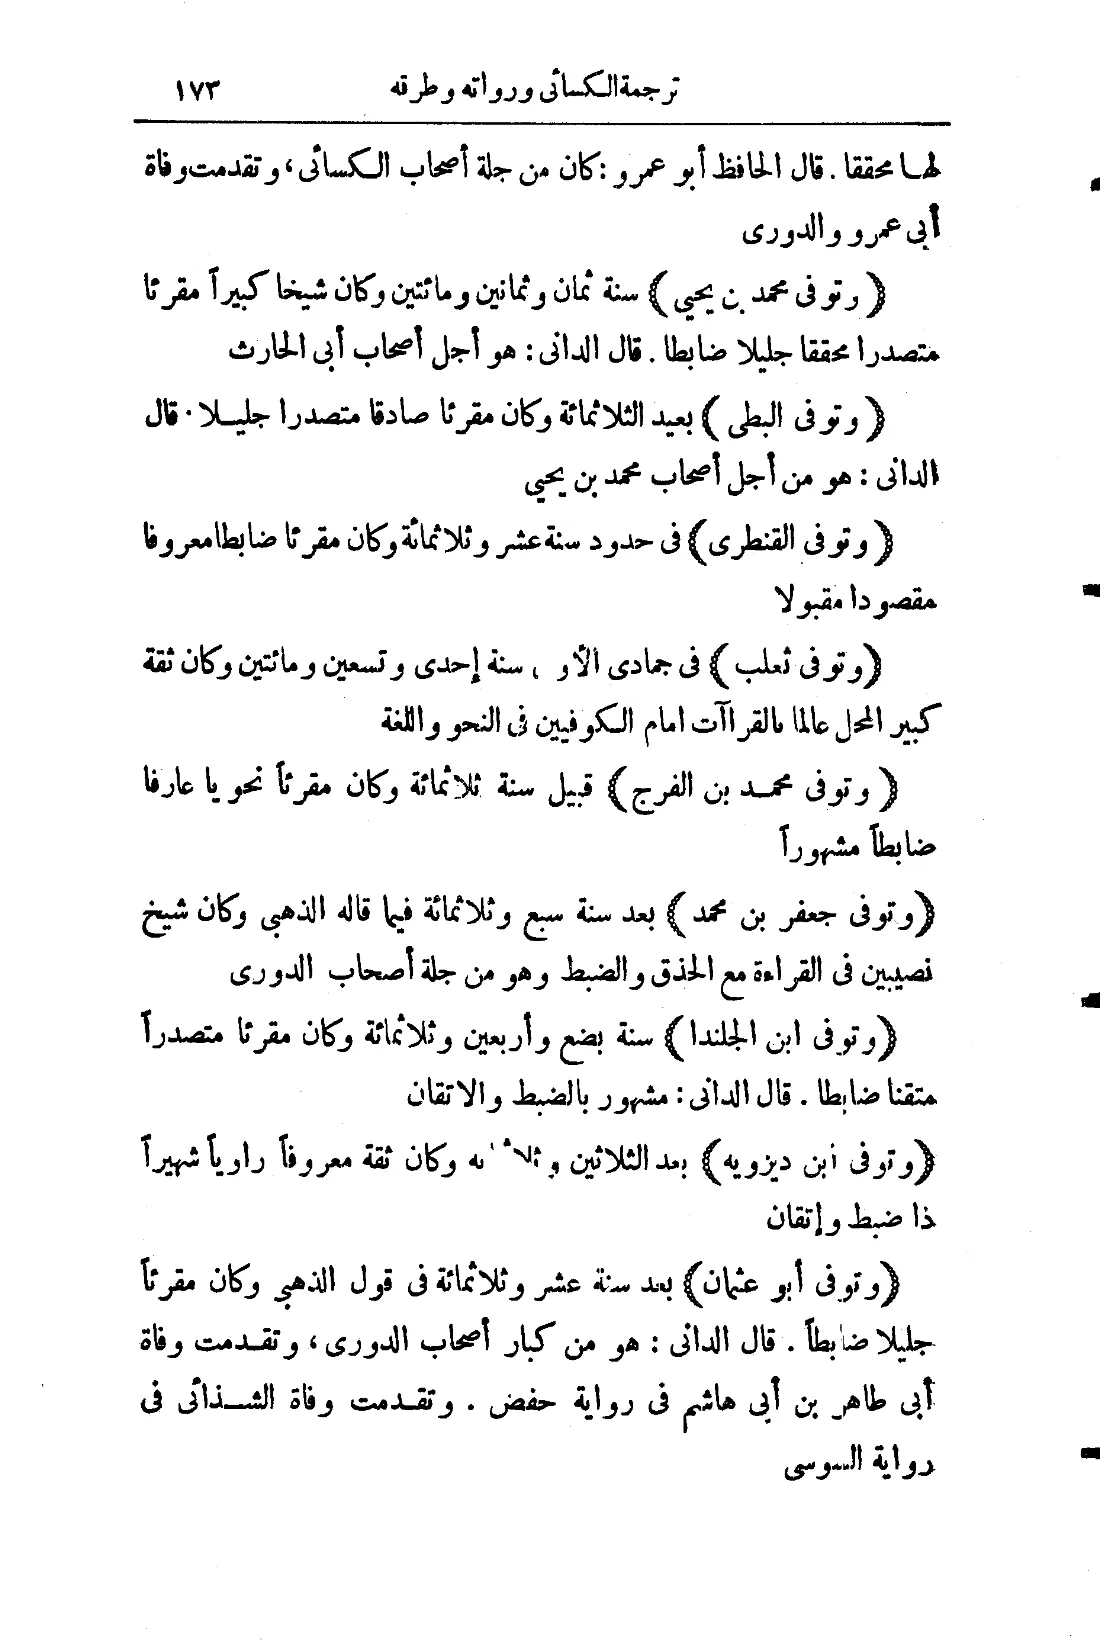 ترجمة الكسائى ورواته وطرقه ١٧٣
لها محققا . قال الحافظ أبو عمرو : كان من جلة أصحاب الكسائى ، وتقدمت وفاة
أبى عمرو والدورى
( وتوفى محمد بن يحيى ) سنة ثمان وثمانين ومائتين وكان شيخا كبيراً مقرئا
متصدرا محققا جليلا ضابطا . قال الدانى : هو أجل أصحاب أبى الحارث
( وتوفى البطى ) بعيد الثلاثمائة وكان مقرئا صادقا متصدرا جليلا . قال
الدانى : هو من أجل أصحاب محمد بن يحيى
( وتوفى القنطرى ) فى حدود سنة عشر وثلاثمائة وكان مقرئا ضابطا معروفا
مقصودا مقبولا
( وتوفى ثعلب ) فى جمادى سنة إحدى وتسعين ومائتين وكان ثقة
كبير المحل عالما بالقراآت امام الكوفيين فى النحو واللغة
( وتوفى محمد بن الفرج ) قبيل سنة ثلاثمائة وكان مقرئاً نحويا عارفا
ضابطاً مشهوراً
( وتوفى جعفر بن محمد ) بعد سنة سبع وثلاثمائة فيما قاله الذهبى وكان شيخ
نصيبين فى القراءة مع الحذق والضبط وهو من جلة أصحاب الدورى
( وتوفى ابن الجلندا ) سنة بضع وأربعين وثلاثمائة وكان مقرئا متصدراً
متقنا ضابطا . قال الدانى : مشهور بالضبط والاتقان
( وتوفى ابن ديزويه ) بعد الثلاثين وكان ثقة معروفاً راوياً شهيراً
ذا ضبط وإتقان
( وتوفى أبو عثمان ) بعد سنة عشر وثلاثمائة فى قول الذهبى وكان مقرئاً
جليلا ضابطاً . قال الدانى : هو من كبار أصحاب الدورى ، وتقدمت وفاة
أبى طاهر بن أبى هاشم فى رواية حفص . وتقدمت وفاة الشذائى فى
رواية السوسى